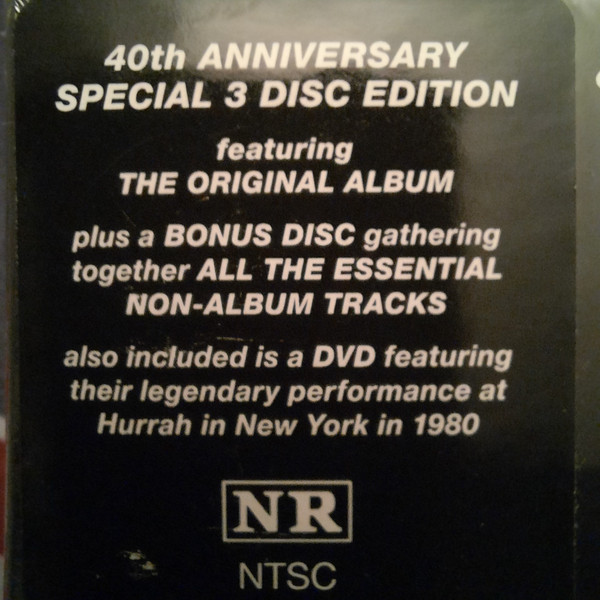 40th ANNIVERSARY
SPECIAL 3 DISC EDITION
featuring
THE ORIGINAL ALBUM
plus a BONUS DISC gathering
together ALL THE ESSENTIAL
NON-ALBUM TRACKS
also included is a DVD featuring
their legendary performance at
Hurrah in New York in 1980
NR
NTSC